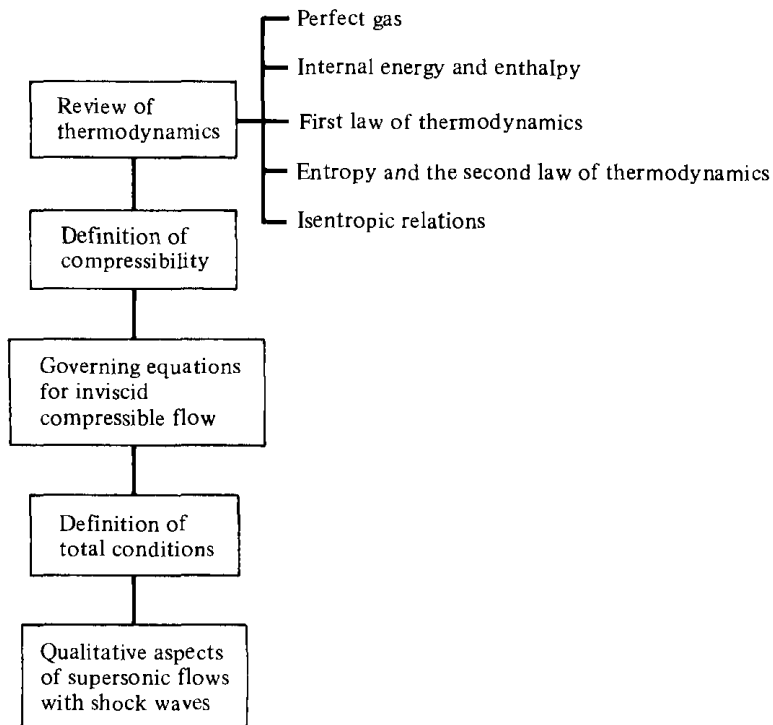 Perfect gas
Internal energy and enthalpy
Review of
thermodynamics
First law of thermodynamics
Entropy and the second law of thermodynamics
Isentropic relations
Definition of
compressibility
Governing equations
for inviscid
compressible flow
Definition of
total conditions
Qualitative aspects
of supersonic flows
with shock waves